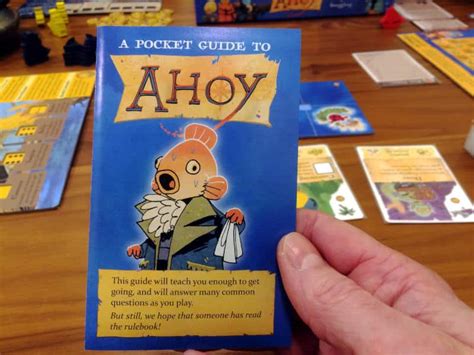 A POCKET GUIDE TO
AHOY
This guide will teach you enough to get
going, and will answer many common
questions as you play.
But still, we hope that someone has read
the rulebook!